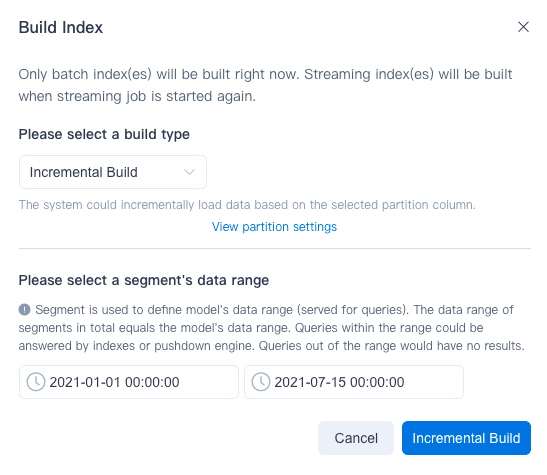 Build Index
Only batch index(es) will be built right now. Streaming index(es) will be built
when streaming job is started again.
Please select a build type
Incremental Build
The system could incrementally load data based on the selected partition column.
View partition settings
Please select a segment's data range
Segment is used to define model's data range (served for queries). The data range of
segments in total equals the model's data range. Queries within the range could be
answered by indexes or pushdown engine. Queries out of the range would have no results.
2021-01-01 00:00:00 2021-07-15 00:00:00
Cancel Incremental Build